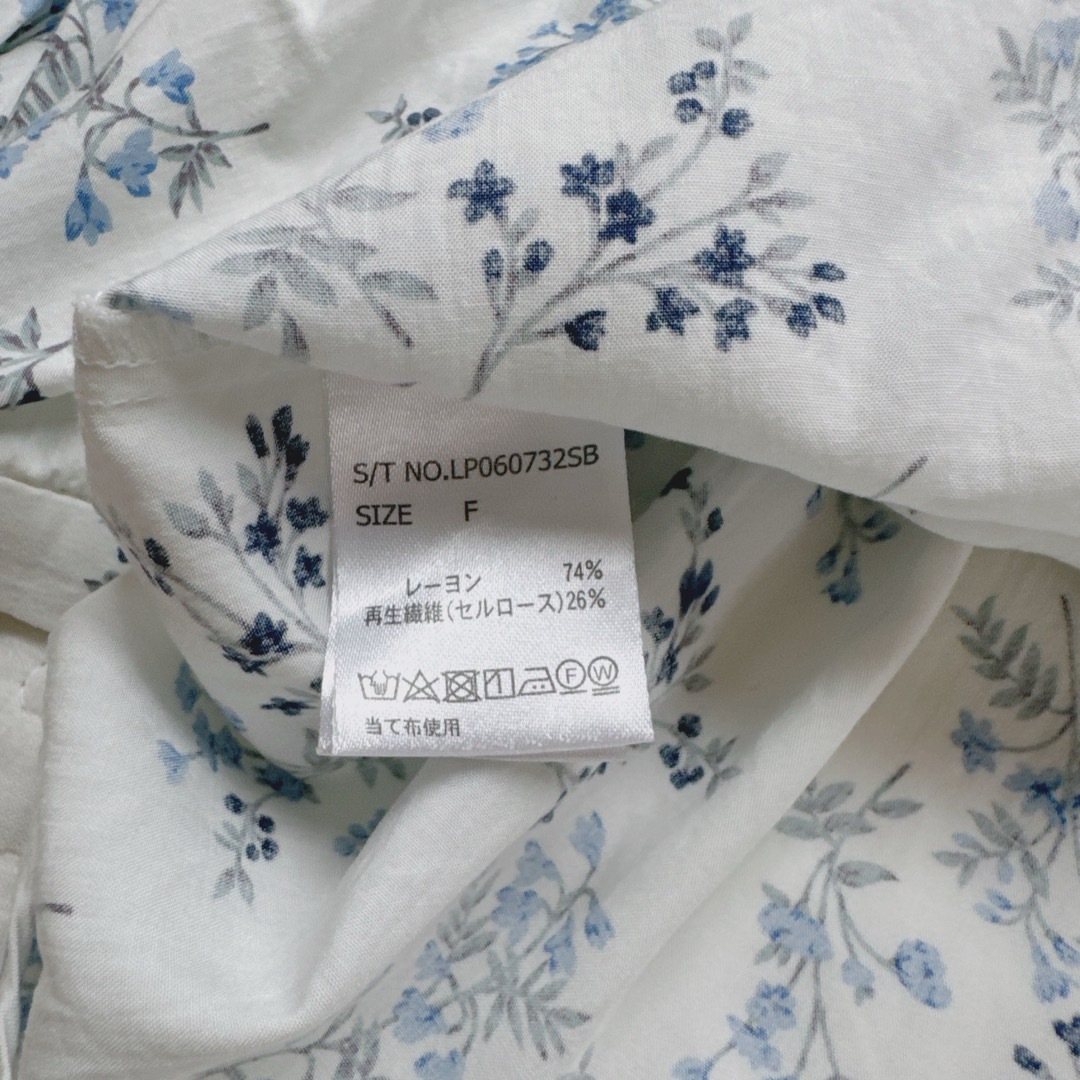 S/T NO.LP060732SB
SIZE F
レーヨン 74%
再生繊維(セルロース)26%
F W
当て布使用